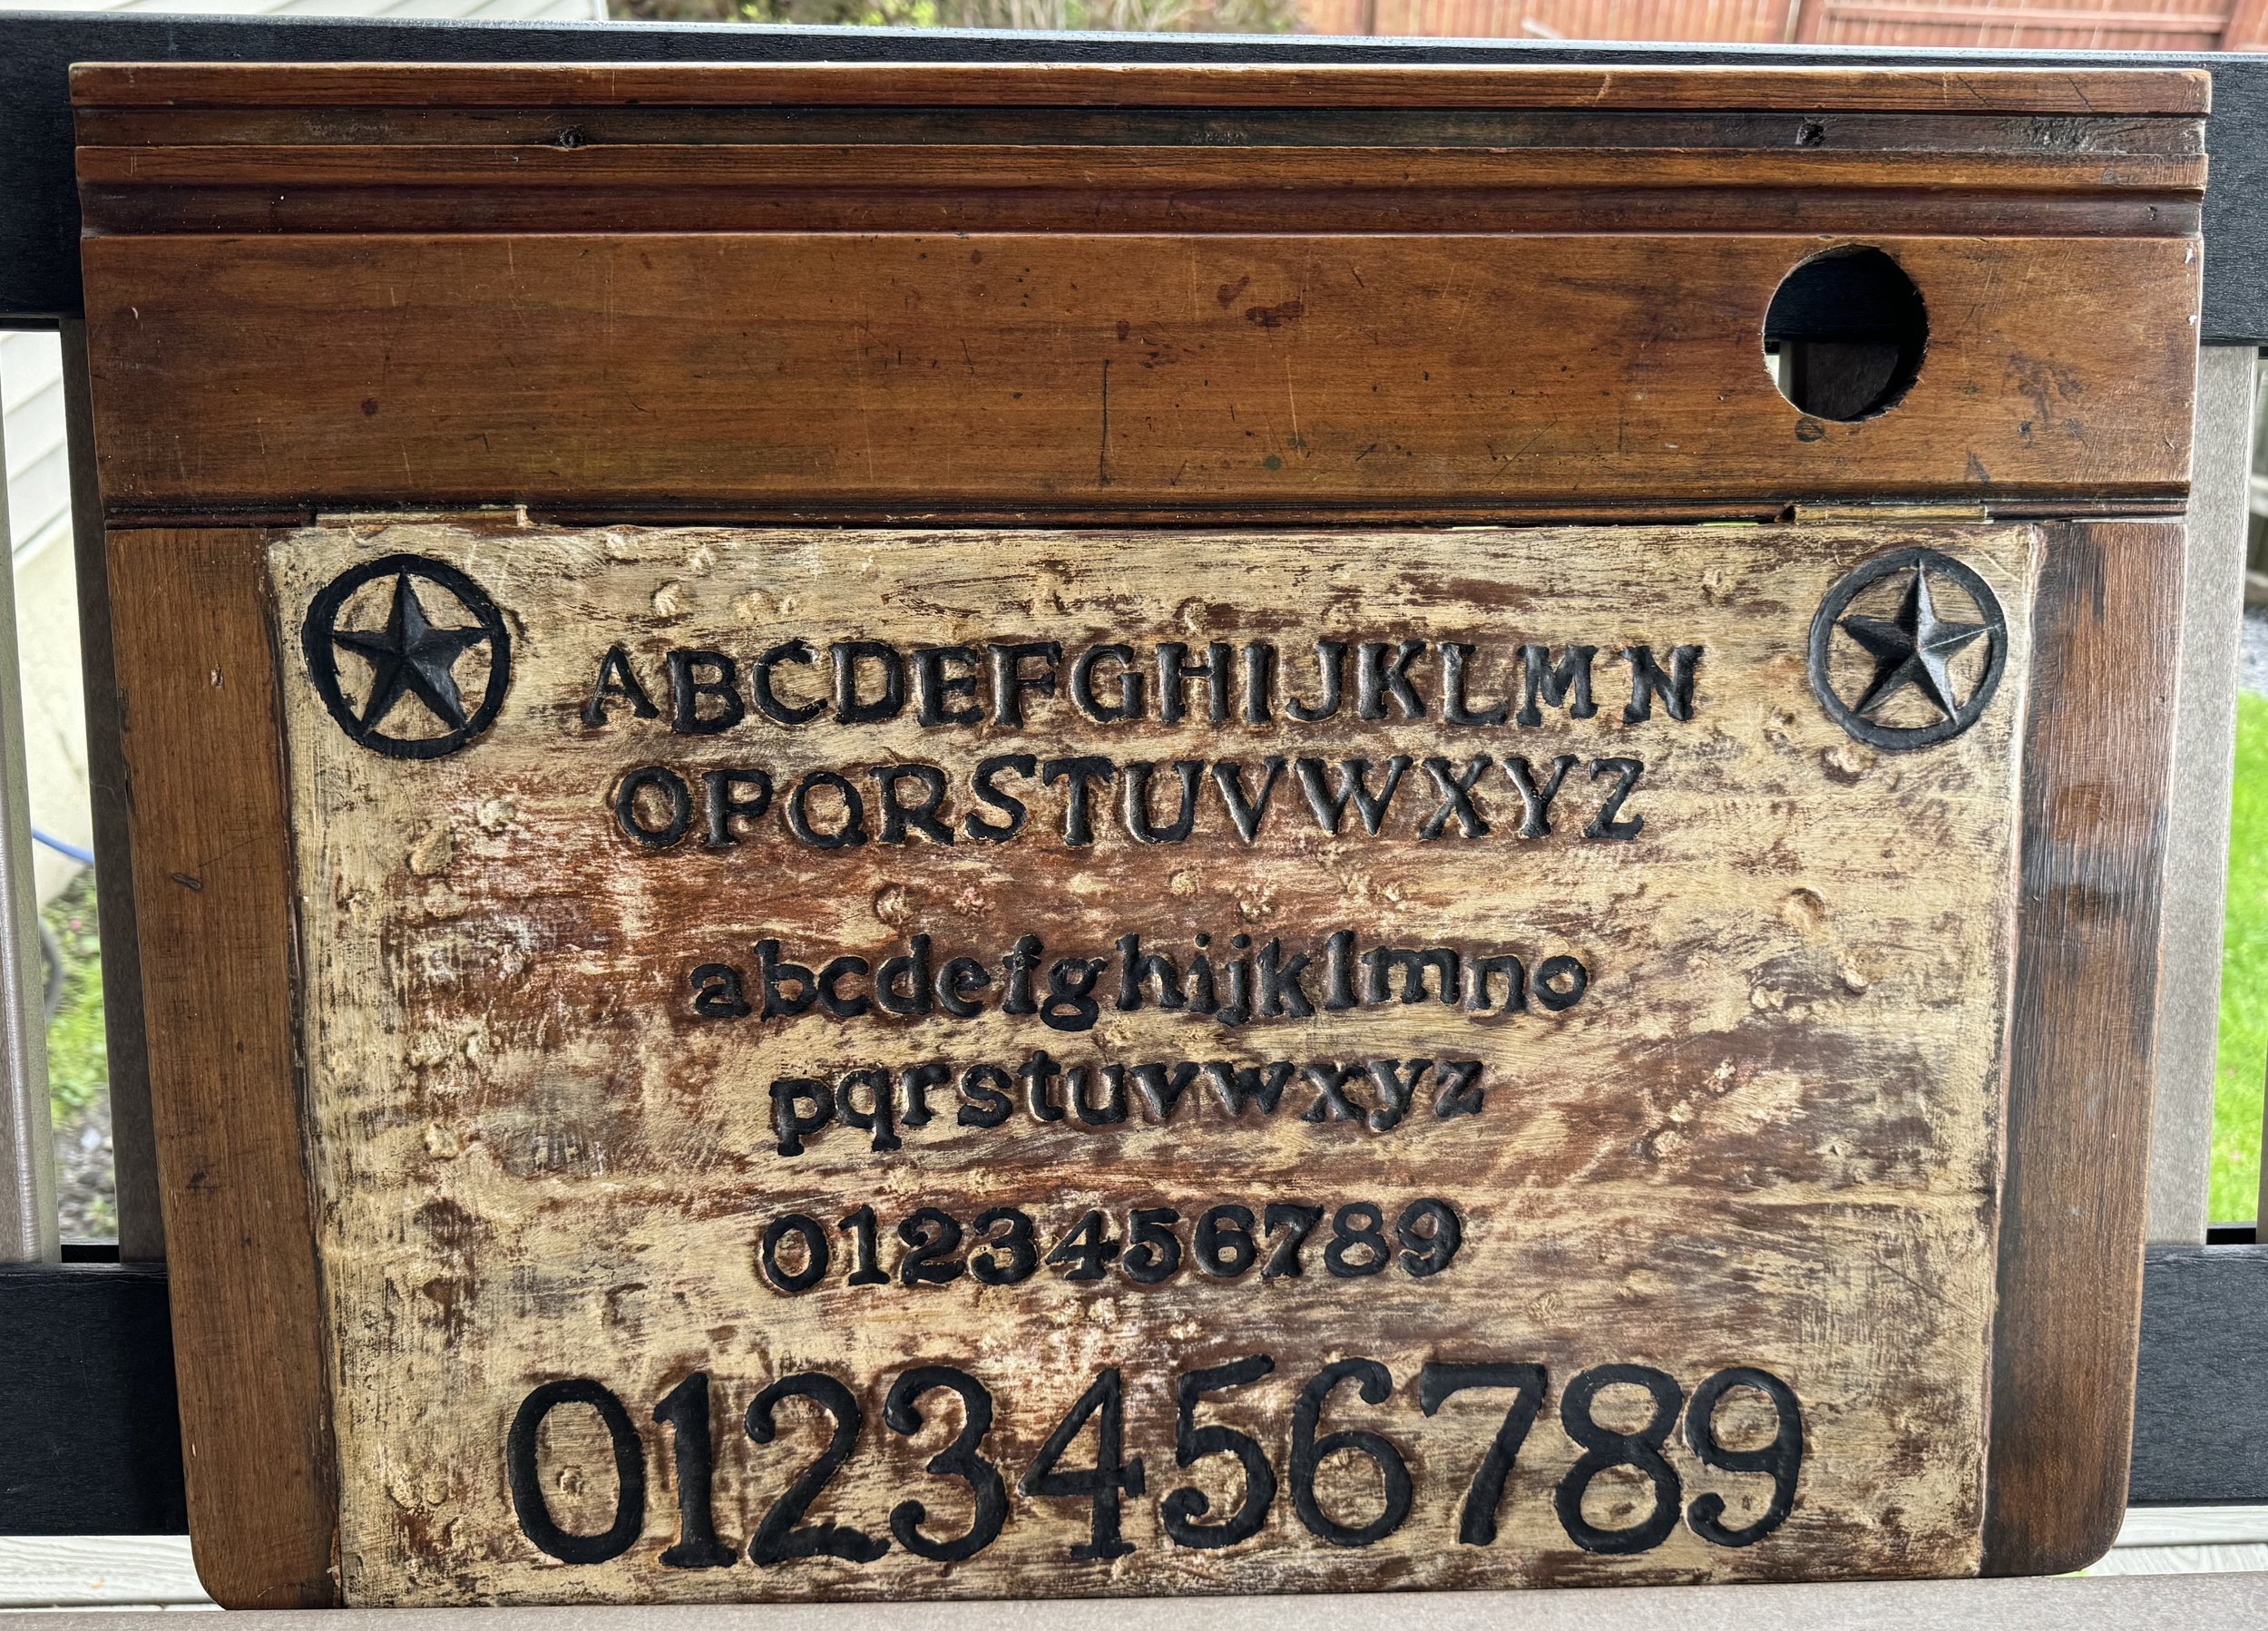 ABCDEFGHIJKLMN
OPQRSTUVWXYZ
abcdefghijklmno
pqrstuvwxyz
0123456789
0123456789